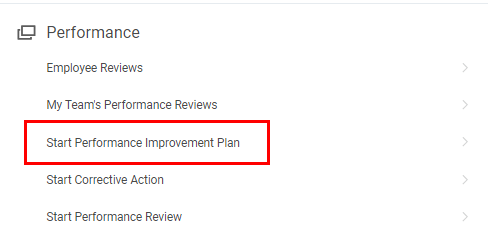 Performance
Employee Reviews
My Team's Performance Reviews
Start Performance Improvement Plan
Start Corrective Action
Start Performance Review